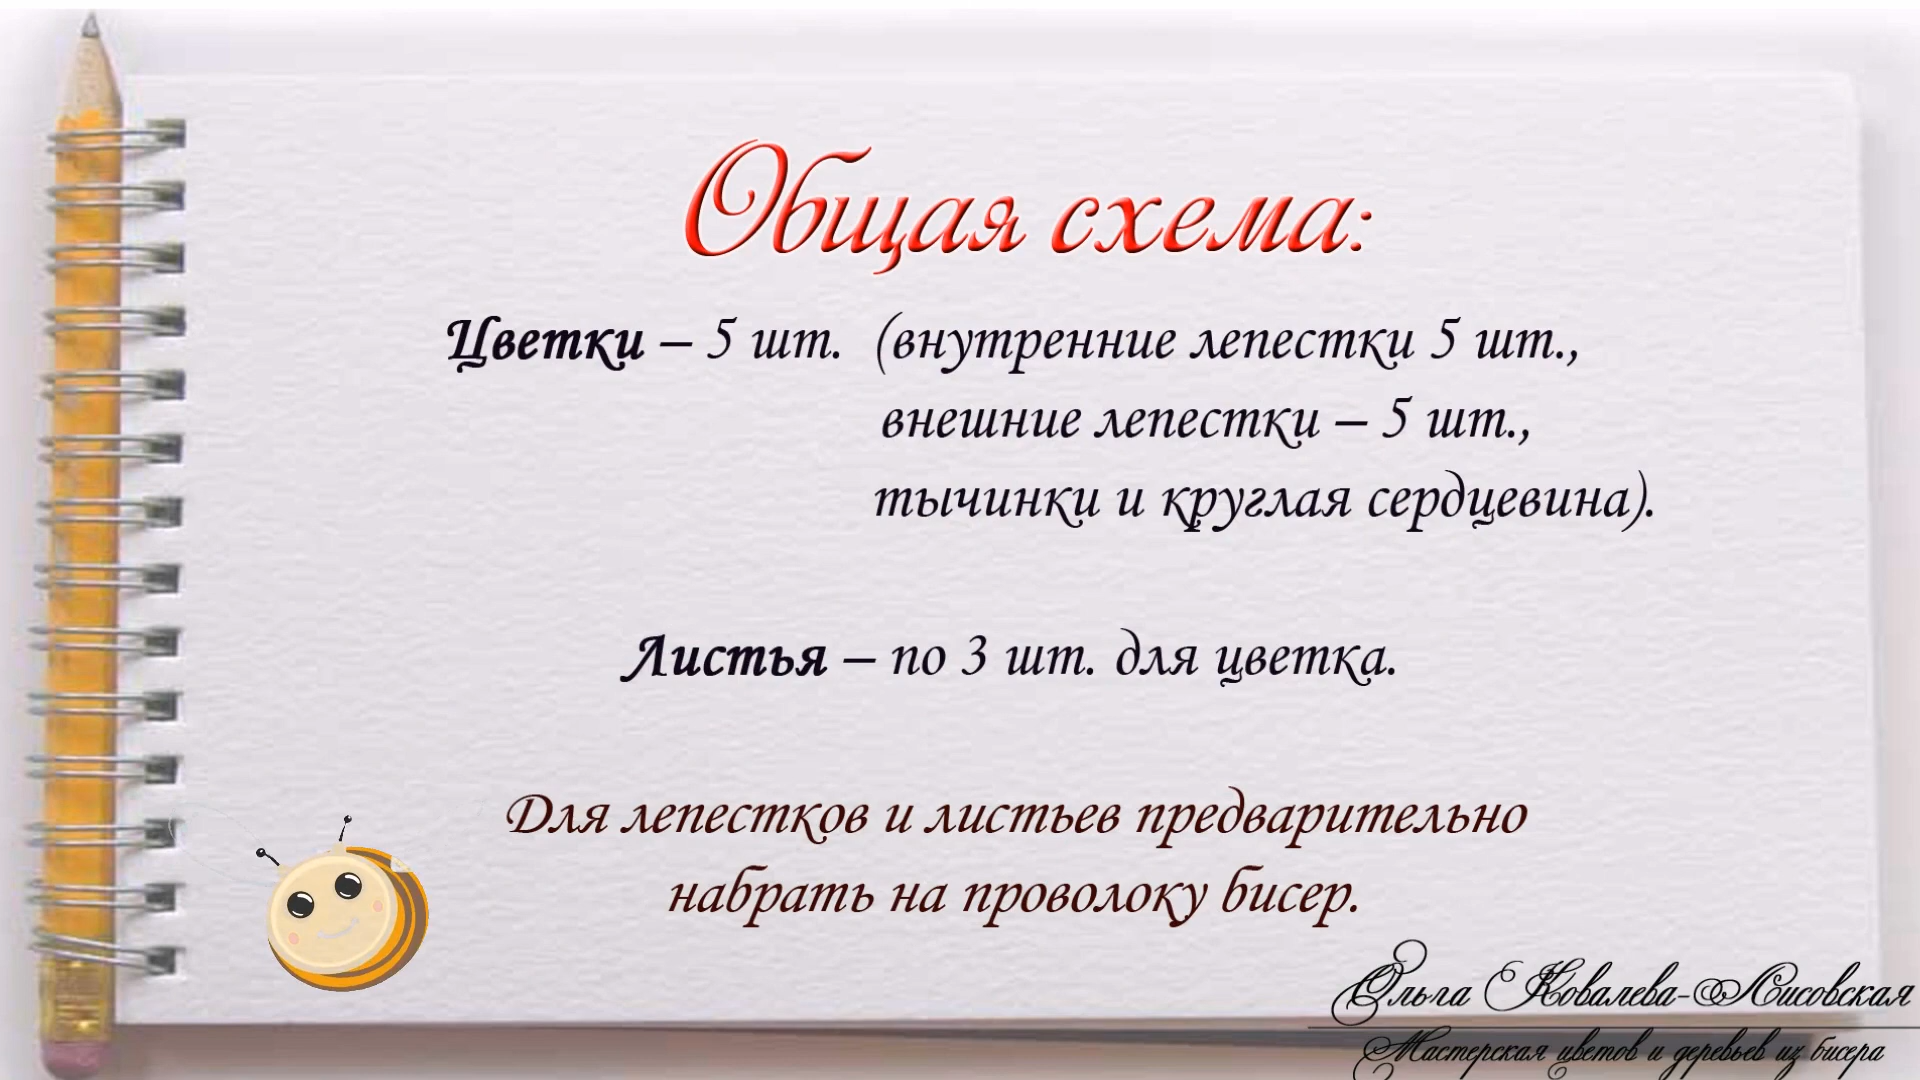 Общая схема:
Цветки – 5 шт. (внутренние лепестки 5 шт.,
внешние лепестки – 5 шт.,
тычинки и круглая сердцевина).
Листья – по 3 шт. для цветка.
Для лепестков и листьев предварительно
набрать на проволоку бисер.
Ольга Ковалева-Лисовская
Мастерская цветов и деревьев из бисера